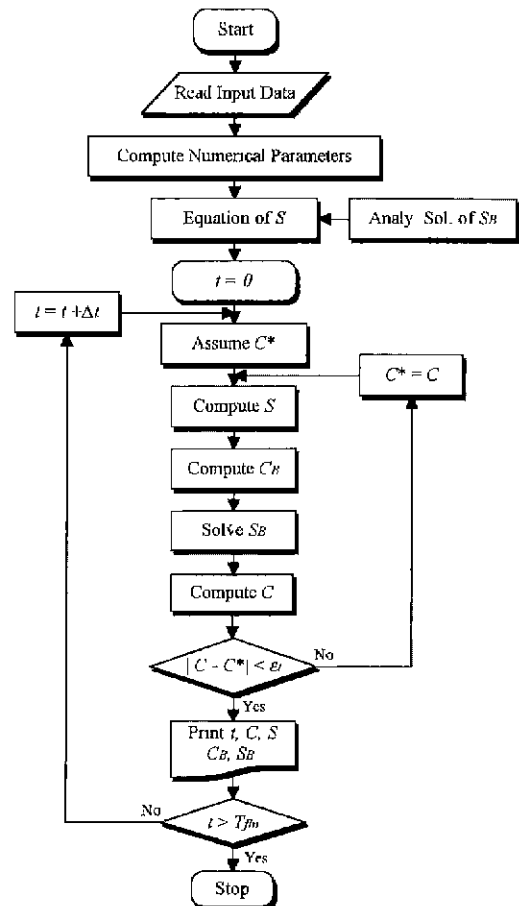 Start
Read Input Data
Compute Numerical Parameters
Equation of S
Analy. Sol. of SB
t = 0
t = t +Δt
Assume C*
C* = C
Compute S
Compute CB
Solve SB
Compute C
| C - C* | < εt
No
Yes
Print t, C, S
CB, SB
No
t > Tfin
Yes
Stop